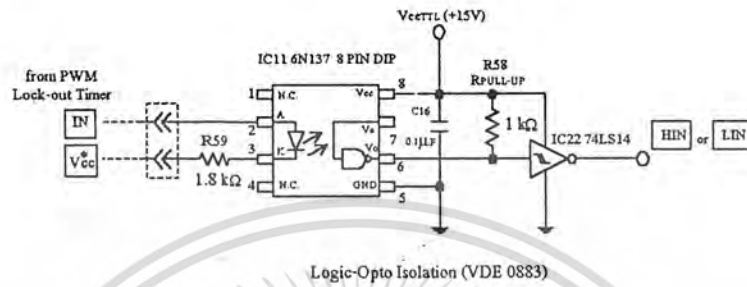 VccTTL (+15V)
IC11 6N137 8 PIN DIP
from PWM
Lock-out Timer
R58
RPULL-UP
1 N.C. Vcc 8
IN
2 A
C16
7
1 kΩ
IC22 74LS14
HIN or LIN
R59
3 K Vo 6
0.1µF
Vcc*
1.8 kΩ
4 N.C. GND 5
Logic-Opto Isolation (VDE 0883)